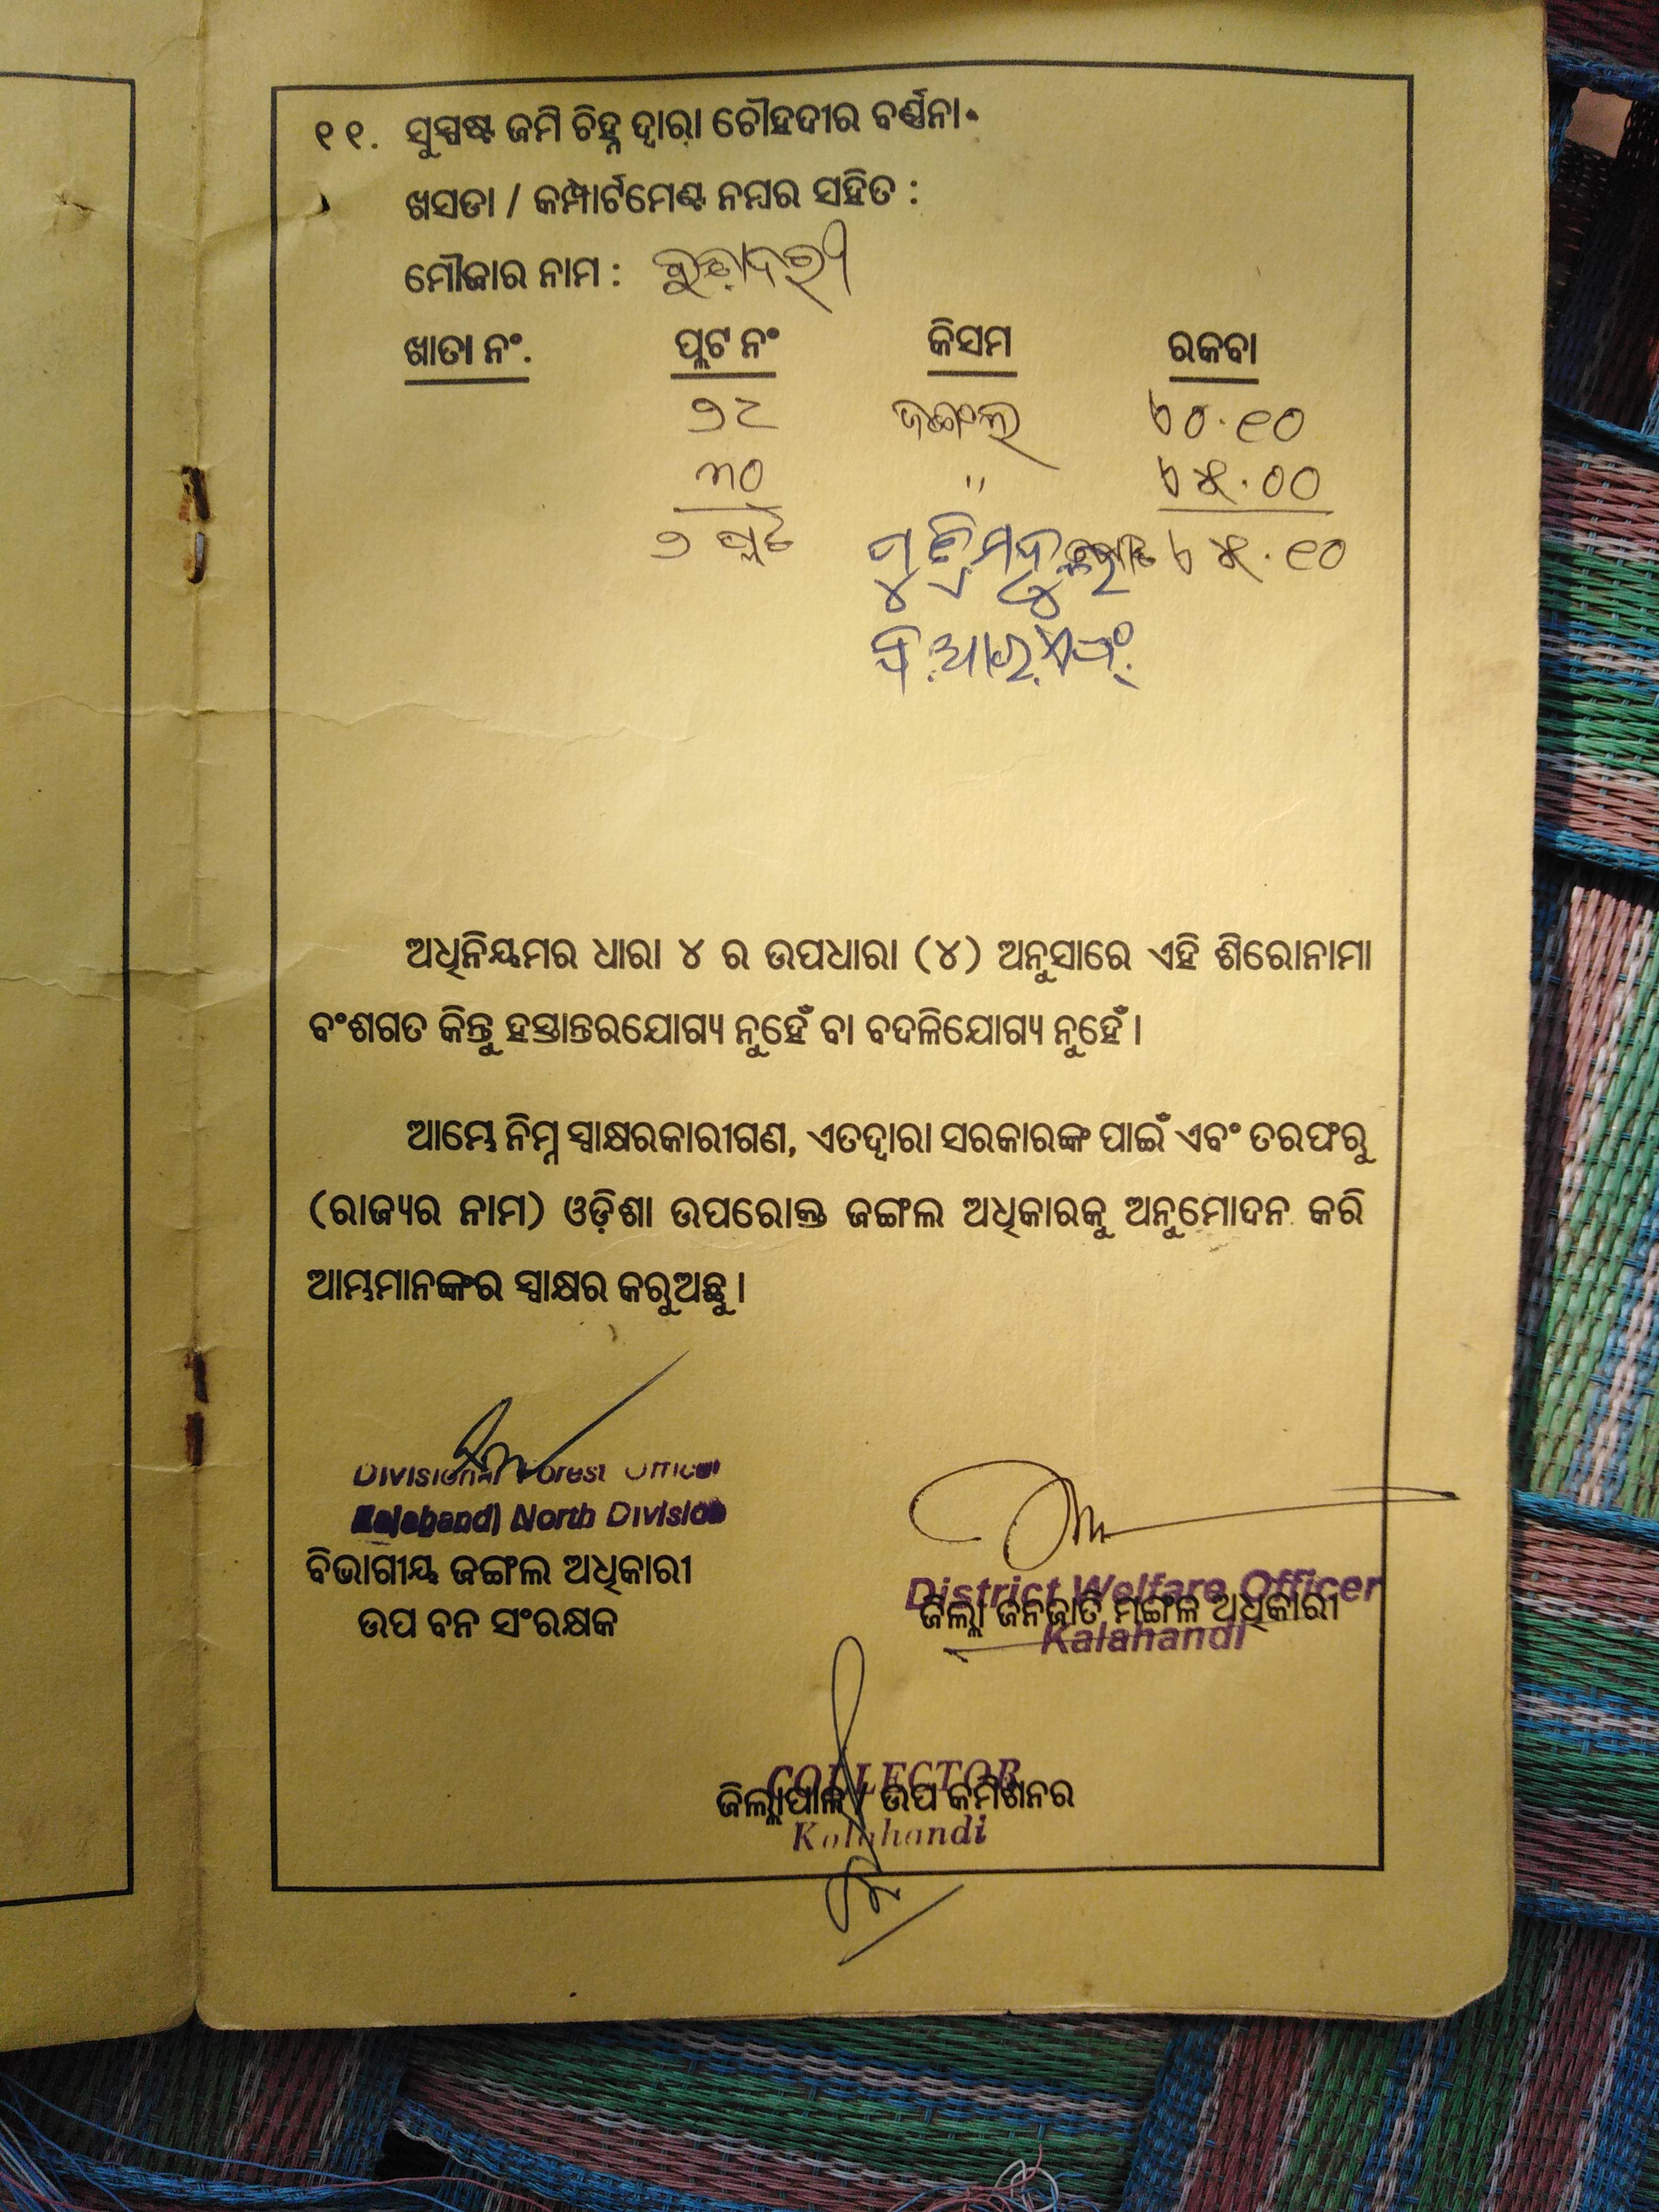 ୧୧. ସୁସ୍ପଷ୍ଟ ଜମି ଚିହ୍ନ ଦ୍ୱାରା ଚୌହଦୀର ବର୍ଣ୍ଣନା
ଖସଡା / କମ୍ପାର୍ଟମେଣ୍ଟ ନମ୍ବର ସହିତ :
ମୌଜାର ନାମ :
ଖାତା ନଂ. ପ୍ଲଟ ନଂ କିସମ ରକବା
୨୯ ଜଙ୍ଗଲ
୩୦ "
୨ ପ୍ଲଟ
ଅଧିନିୟମର ଧାରା ୪ ର ଉପଧାରା (୪) ଅନୁସାରେ ଏହି ଶିରୋନାମା
ବଂଶଗତ କିନ୍ତୁ ହସ୍ତାନ୍ତରଯୋଗ୍ୟ ନୁହେଁ ବା ବଦଳିଯୋଗ୍ୟ ନୁହେଁ ।
ଆମ୍ଭେ ନିମ୍ନ ସ୍ୱାକ୍ଷରକାରୀଗଣ, ଏତଦ୍ୱାରା ସରକାରଙ୍କ ପାଇଁ ଏବଂ ତରଫରୁ
(ରାଜ୍ୟର ନାମ) ଓଡ଼ିଶା ଉପରୋକ୍ତ ଜଙ୍ଗଲ ଅଧିକାରକୁ ଅନୁମୋଦନ କରି
ଆମ୍ଭମାନଙ୍କର ସ୍ୱାକ୍ଷର କରୁଅଛୁ ।
Divisional Forest Officer
Kalahandi North Division
ବିଭାଗୀୟ ଜଙ୍ଗଲ ଅଧିକାରୀ
ଉପ ବନ ସଂରକ୍ଷକ
District Welfare Officer
ଜିଲ୍ଲା ଜନଜାତି ମଙ୍ଗଳ ଅଧିକାରୀ
Kalahandi
COLLECTOR
ଜିଲ୍ଲାପାଳ / ଉପ କମିଶନର
Kalahandi